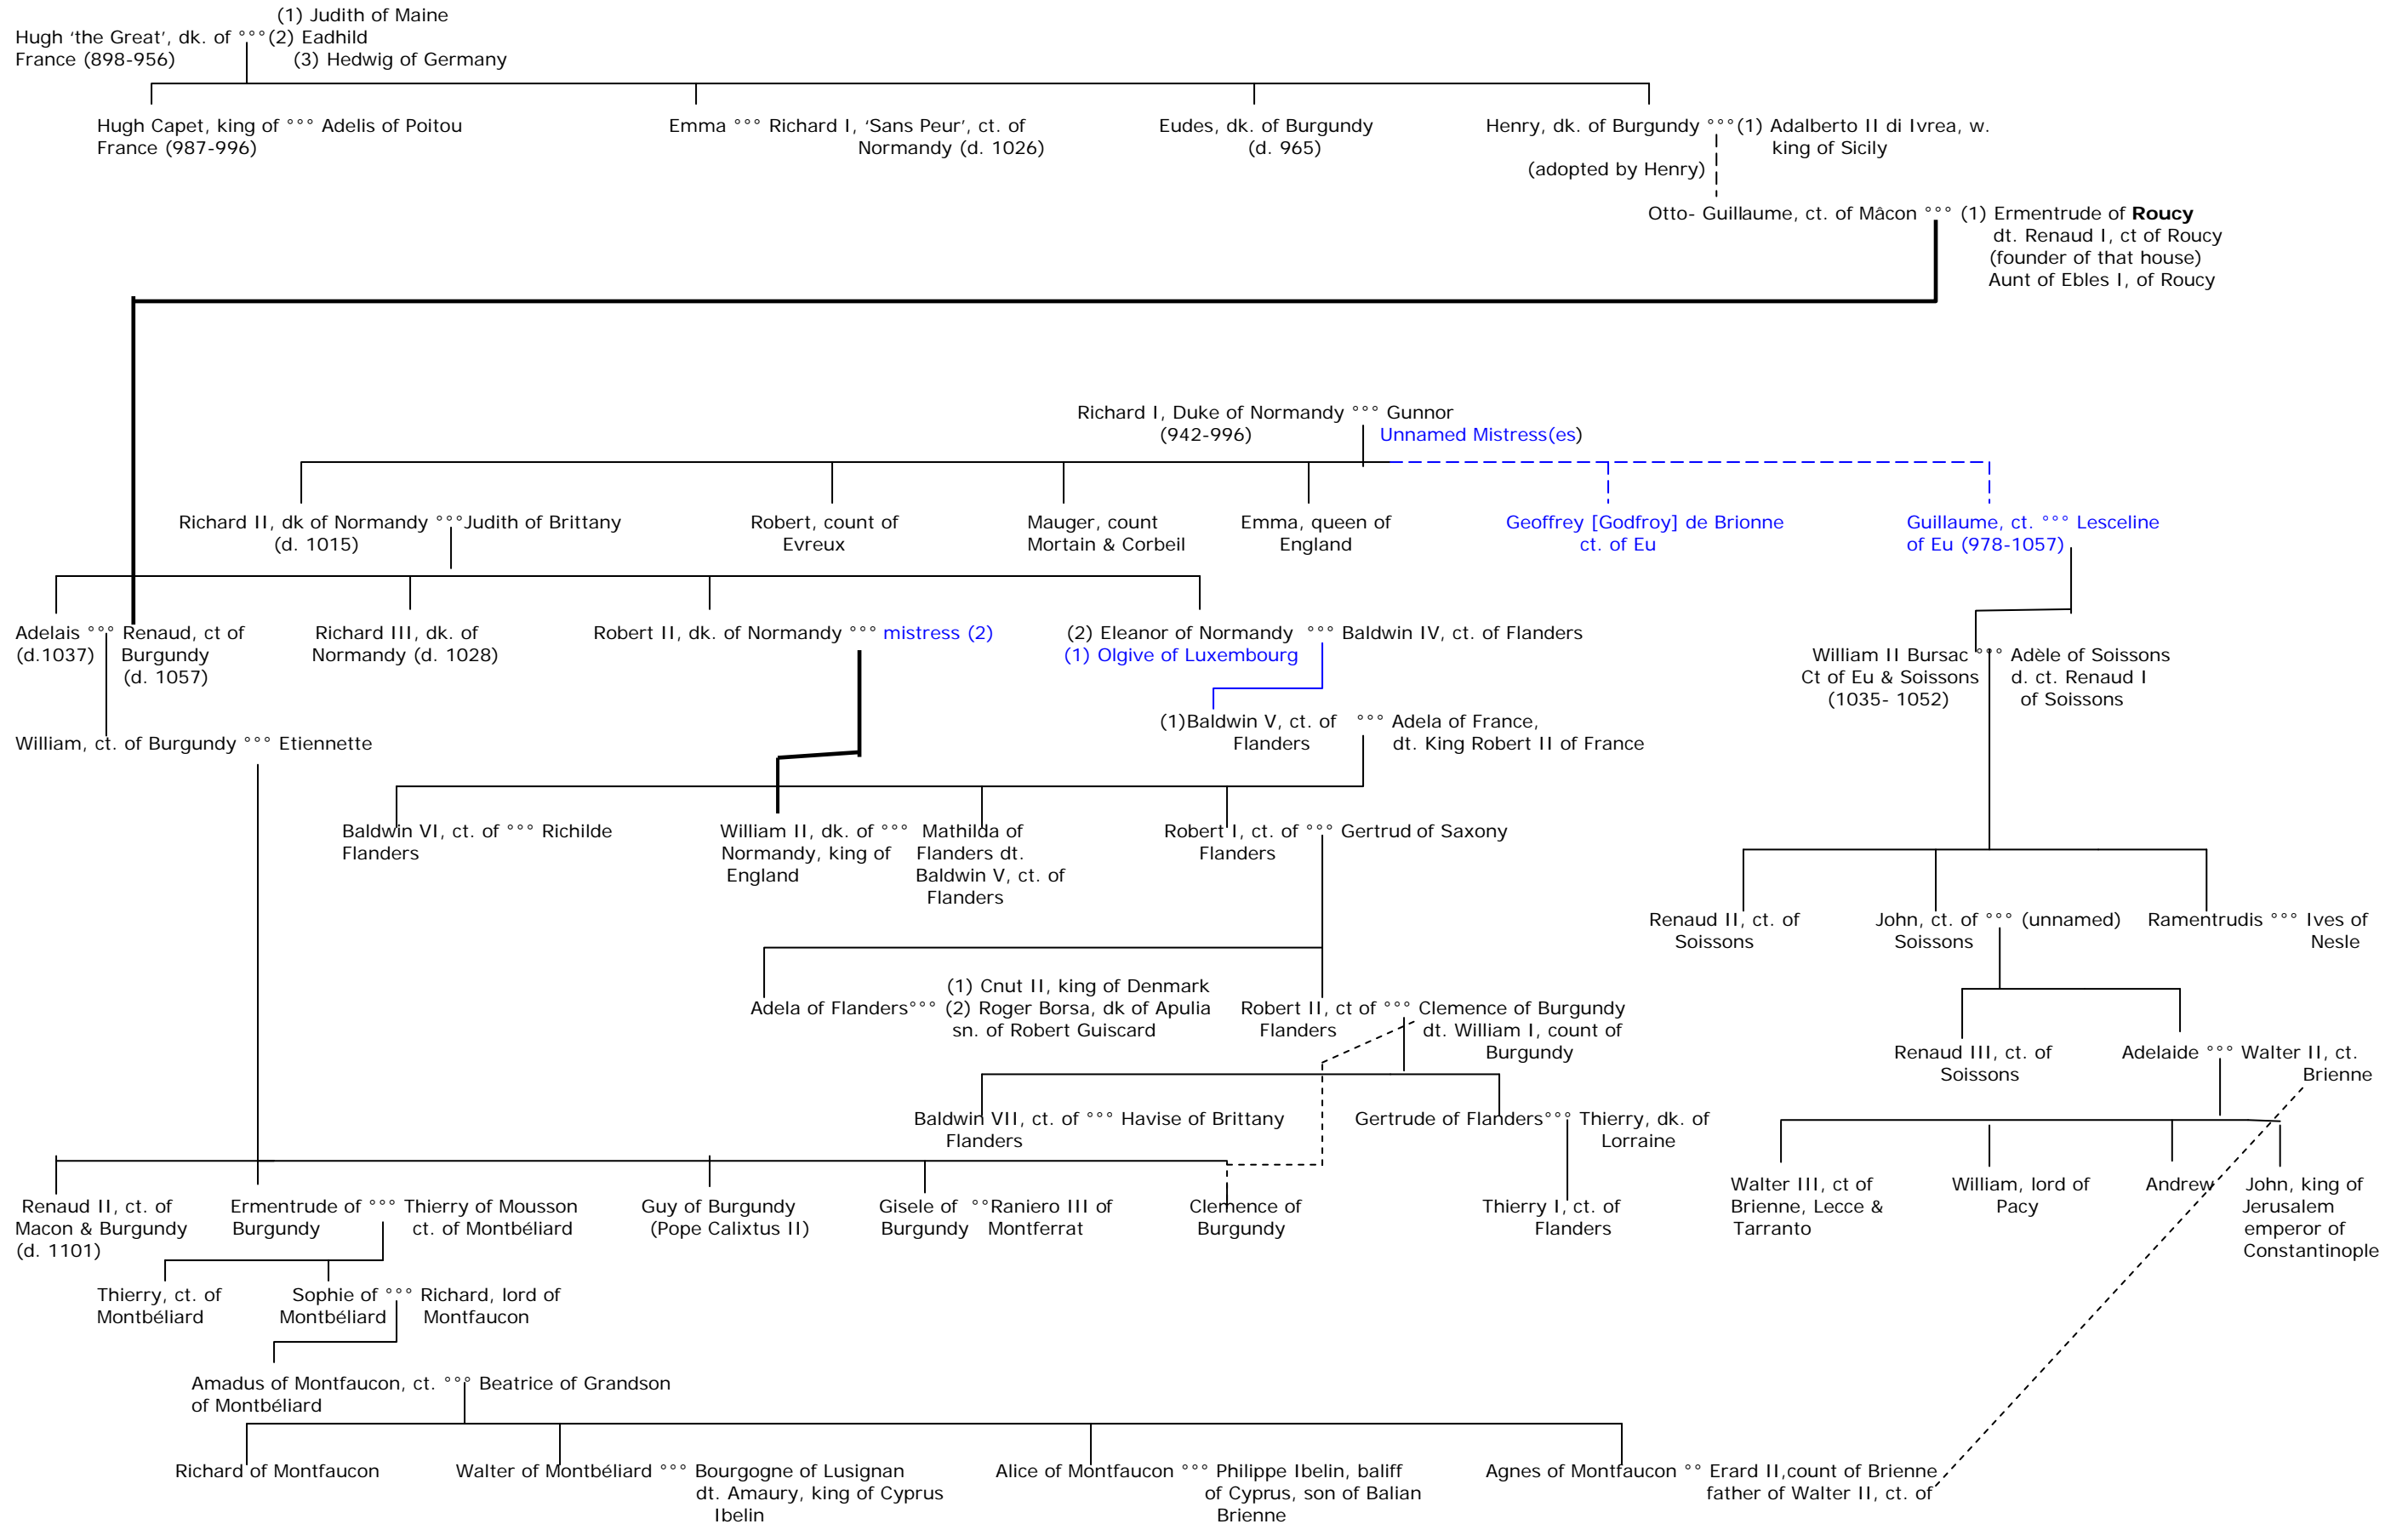 (1) Judith of Maine
Hugh ‘the Great’, dk. of °°°(2) Eadhild
France (898-956) (3) Hedwig of Germany
Hugh Capet, king of °°° Adelis of Poitou
France (987-996)
Emma °°° Richard I, ‘Sans Peur’, ct. of
Normandy (d. 1026)
Eudes, dk. of Burgundy
(d. 965)
Henry, dk. of Burgundy °°°(1) Adalberto II di Ivrea, w.
king of Sicily
(adopted by Henry)
Otto- Guillaume, ct. of Mâcon °°° (1) Ermentrude of Roucy
dt. Renaud I, ct of Roucy
(founder of that house)
Aunt of Ebles I, of Roucy
Richard I, Duke of Normandy °°° Gunnor
(942-996) Unnamed Mistress(es)
Richard II, dk of Normandy °°°Judith of Brittany
(d. 1015)
Robert, count of
Evreux
Mauger, count
Mortain & Corbeil
Emma, queen of
England
Geoffrey [Godfroy] de Brionne
ct. of Eu
Guillaume, ct. °°° Lesceline
of Eu (978-1057)
Adelais °°° Renaud, ct of
(d.1037) Burgundy
(d. 1057)
Richard III, dk. of
Normandy (d. 1028)
Robert II, dk. of Normandy °°° mistress (2)
(2) Eleanor of Normandy °°° Baldwin IV, ct. of Flanders
(1) Olgive of Luxembourg
William II Bursac °°° Adèle of Soissons
Ct of Eu & Soissons d. ct. Renaud I
(1035- 1052) of Soissons
(1)Baldwin V, ct. of °°° Adela of France,
Flanders dt. King Robert II of France
William, ct. of Burgundy °°° Etiennette
Baldwin VI, ct. of °°° Richilde
Flanders
William II, dk. of °°° Mathilda of
Normandy, king of Flanders dt.
England Baldwin V, ct. of
Flanders
Robert I, ct. of °°° Gertrud of Saxony
Flanders
Renaud II, ct. of
Soissons
John, ct. of °°° (unnamed)
Soissons
Ramentrudis °°° Ives of
Nesle
(1) Cnut II, king of Denmark
Adela of Flanders°°° (2) Roger Borsa, dk of Apulia
sn. of Robert Guiscard
Robert II, ct of °°° Clemence of Burgundy
Flanders dt. William I, count of
Burgundy
Renaud III, ct. of
Soissons
Adelaide °°° Walter II, ct.
Brienne
Baldwin VII, ct. of °°° Havise of Brittany
Flanders
Gertrude of Flanders°°° Thierry, dk. of
Lorraine
Walter III, ct of
Brienne, Lecce &
Tarranto
William, lord of
Pacy
Andrew
John, king of
Jerusalem
emperor of
Constantinople
Renaud II, ct. of
Macon & Burgundy
(d. 1101)
Ermentrude of °°° Thierry of Mousson
Burgundy ct. of Montbéliard
Guy of Burgundy
(Pope Calixtus II)
Gisele of °°Raniero III of
Burgundy Montferrat
Clemence of
Burgundy
Thierry I, ct. of
Flanders
Thierry, ct. of
Montbéliard
Sophie of °°° Richard, lord of
Montbéliard Montfaucon
Amadus of Montfaucon, ct. °°° Beatrice of Grandson
of Montbéliard
Richard of Montfaucon
Walter of Montbéliard °°° Bourgogne of Lusignan
dt. Amaury, king of Cyprus
Ibelin
Alice of Montfaucon °°° Philippe Ibelin, baliff
of Cyprus, son of Balian
Brienne
Agnes of Montfaucon °° Erard II,count of Brienne
father of Walter II, ct. of